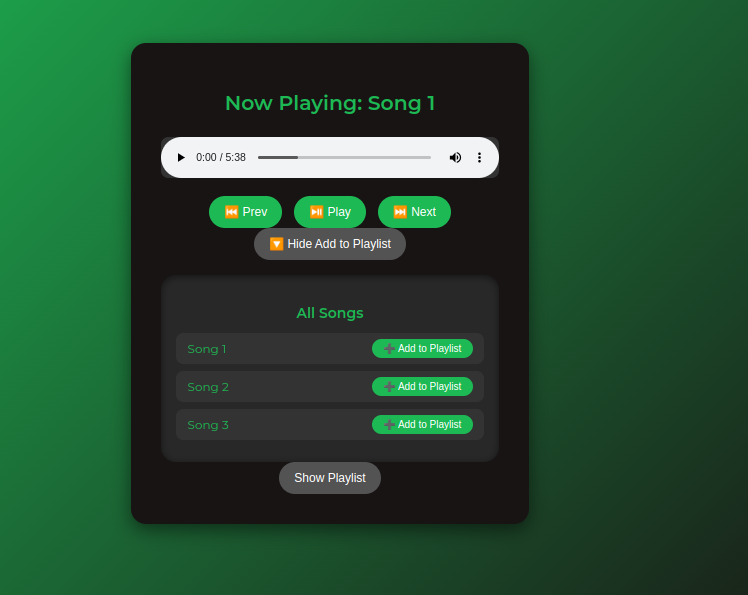 Now Playing: Song 1
0:00 / 5:38
⏪ Prev ⏯ Play ⏩ Next
🔽 Hide Add to Playlist
All Songs
Song 1 ➕ Add to Playlist
Song 2 ➕ Add to Playlist
Song 3 ➕ Add to Playlist
Show Playlist